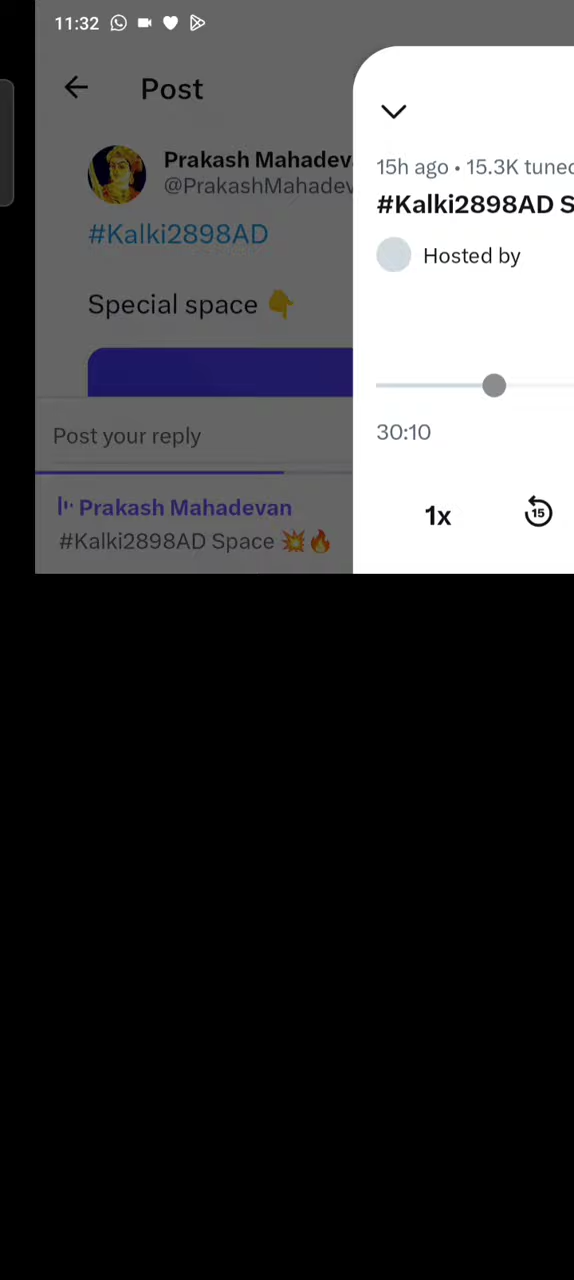 11:32
Post
Prakash Mahadev
@PrakashMahadev
#Kalki2898AD
Special space 👇
Post your reply
Prakash Mahadevan
#Kalki2898AD Space 💥🔥
15h ago • 15.3K tuned
#Kalki2898AD S
Hosted by
30:10
1x
15